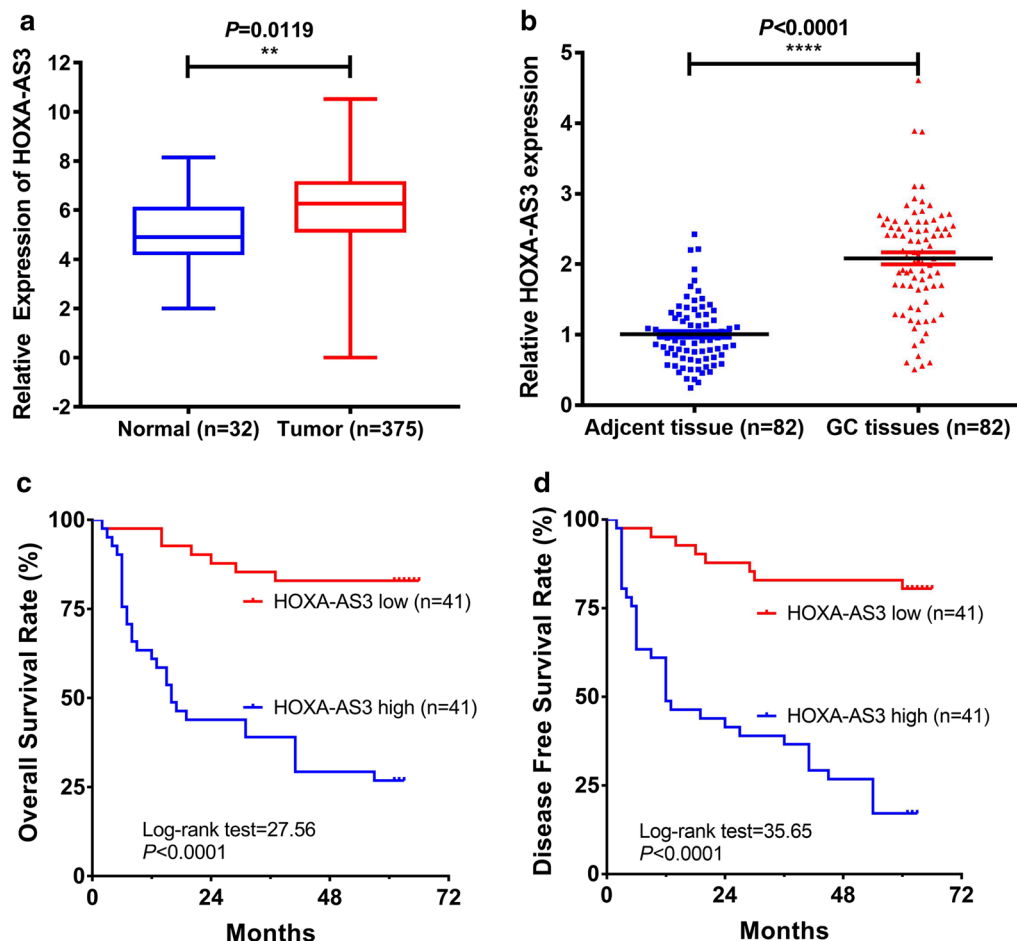 a
P=0.0119
**
Relative Expression of HOXA-AS3
12
10
8
6
4
2
0
-2
Normal (n=32)
Tumor (n=375)
b
P<0.0001
****
Relative HOXA-AS3 expression
5
4
3
2
1
0
Adjcent tissue (n=82)
GC tissues (n=82)
c
Overall Survival Rate (%)
100
75
50
25
0
HOXA-AS3 low (n=41)
HOXA-AS3 high (n=41)
Log-rank test=27.56
P<0.0001
0
24
48
72
Months
d
Disease Free Survival Rate (%)
100
75
50
25
0
HOXA-AS3 low (n=41)
HOXA-AS3 high (n=41)
Log-rank test=35.65
P<0.0001
0
24
48
72
Months